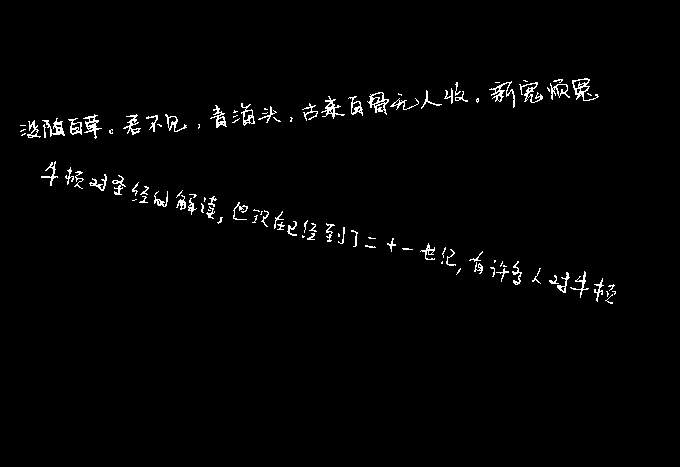 没随百草。君不见,青海头,古来白骨无人收。新鬼烦冤
牛顿对圣经的解读,但现在已经到了二十一世纪,有许多人对牛顿